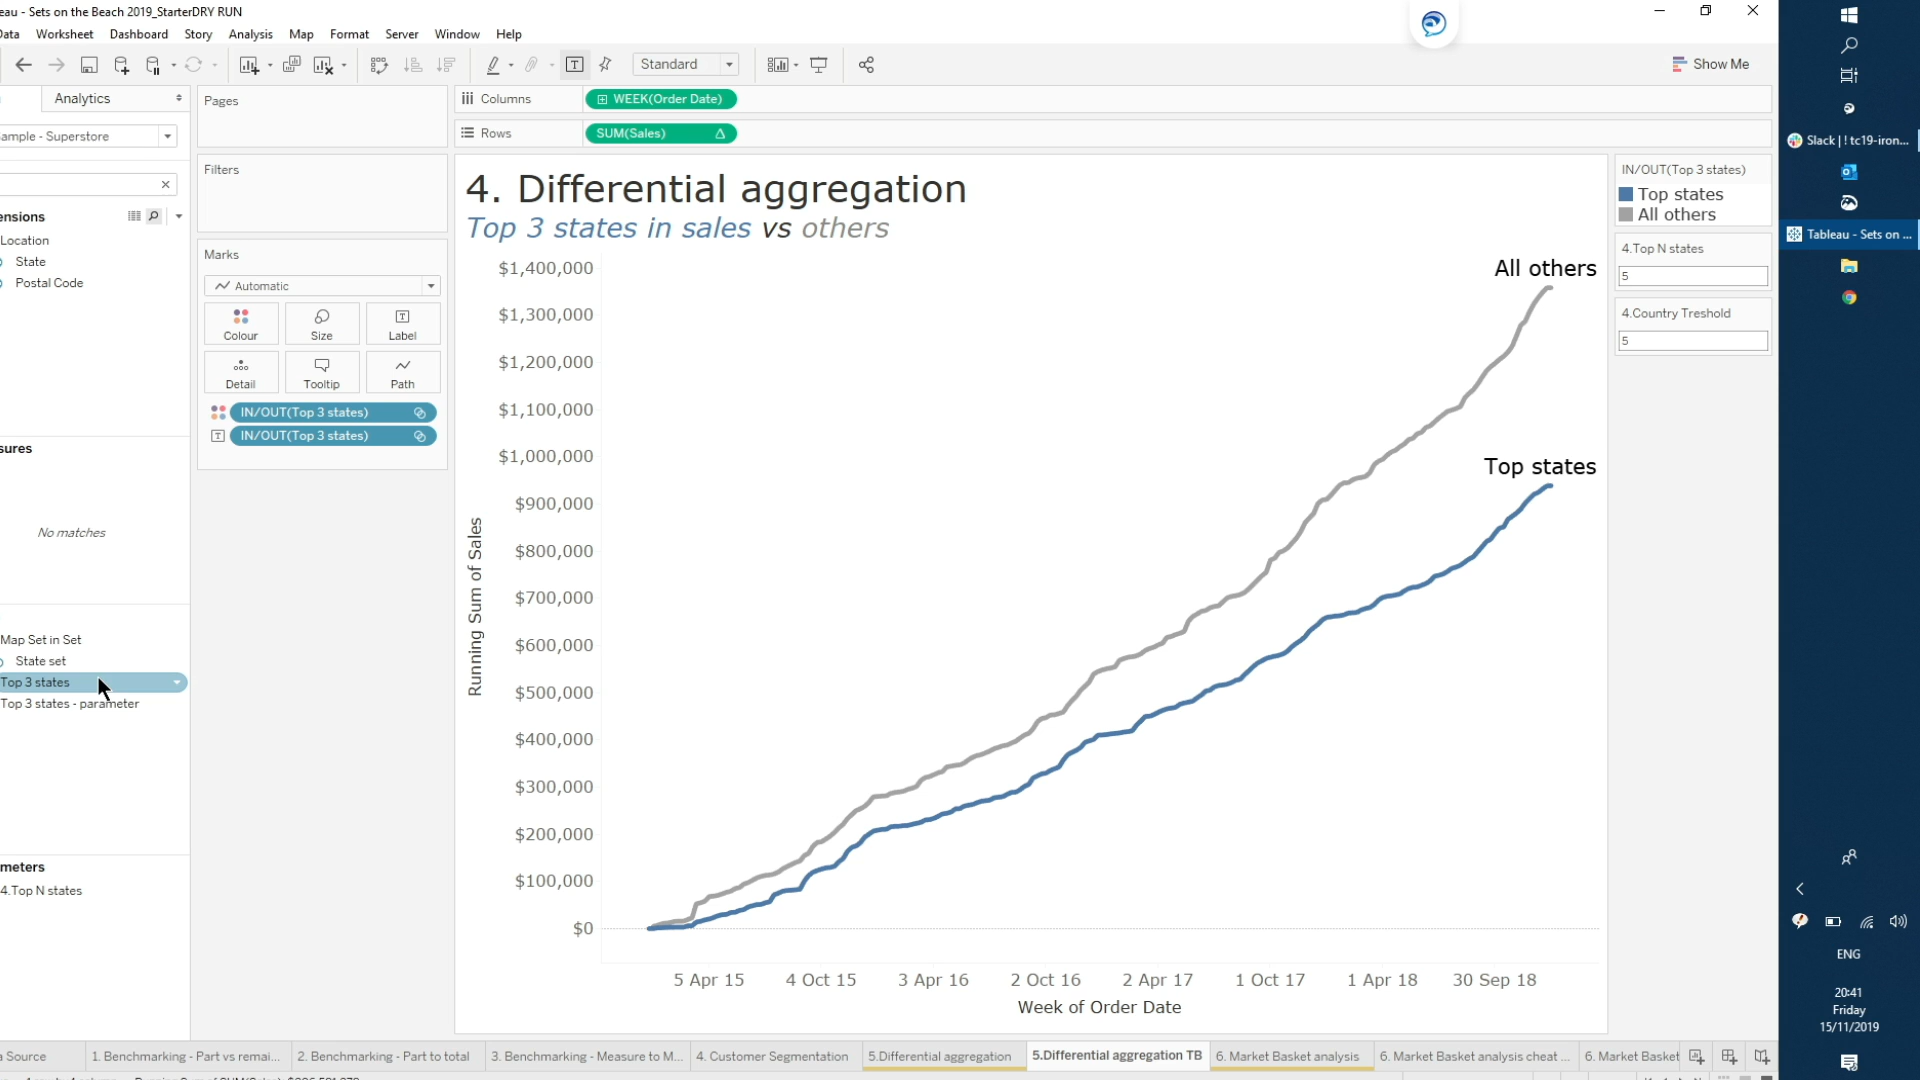 eau - Sets on the Beach 2019_StarterDRY RUN
Data Worksheet Dashboard Story Analysis Map Format Server Window Help
Standard
Show Me
Analytics
Pages
Columns
WEEK(Order Date)
ample - Superstore
Rows
SUM(Sales)
Filters
ensions
Location
State
Postal Code
Marks
Automatic
Colour
Size
Label
Detail
Tooltip
Path
IN/OUT(Top 3 states)
IN/OUT(Top 3 states)
sures
No matches
Map Set in Set
State set
Top 3 states
Top 3 states - parameter
meters
4.Top N states
4. Differential aggregation
Top 3 states in sales vs others
$1,400,000
$1,300,000
$1,200,000
$1,100,000
$1,000,000
$900,000
$800,000
$700,000
$600,000
$500,000
$400,000
$300,000
$200,000
$100,000
$0
Running Sum of Sales
All others
Top states
5 Apr 15
4 Oct 15
3 Apr 16
2 Oct 16
2 Apr 17
1 Oct 17
1 Apr 18
30 Sep 18
Week of Order Date
IN/OUT(Top 3 states)
Top states
All others
4.Top N states
5
4.Country Treshold
5
Slack | ! tc19-iron...
Tableau - Sets on ...
ENG
20:41
Friday
15/11/2019
a Source
1. Benchmarking - Part vs remai...
2. Benchmarking - Part to total
3. Benchmarking - Measure to M...
4. Customer Segmentation
5.Differential aggregation
5.Differential aggregation TB
6. Market Basket analysis
6. Market Basket analysis cheat ...
6. Market Basket